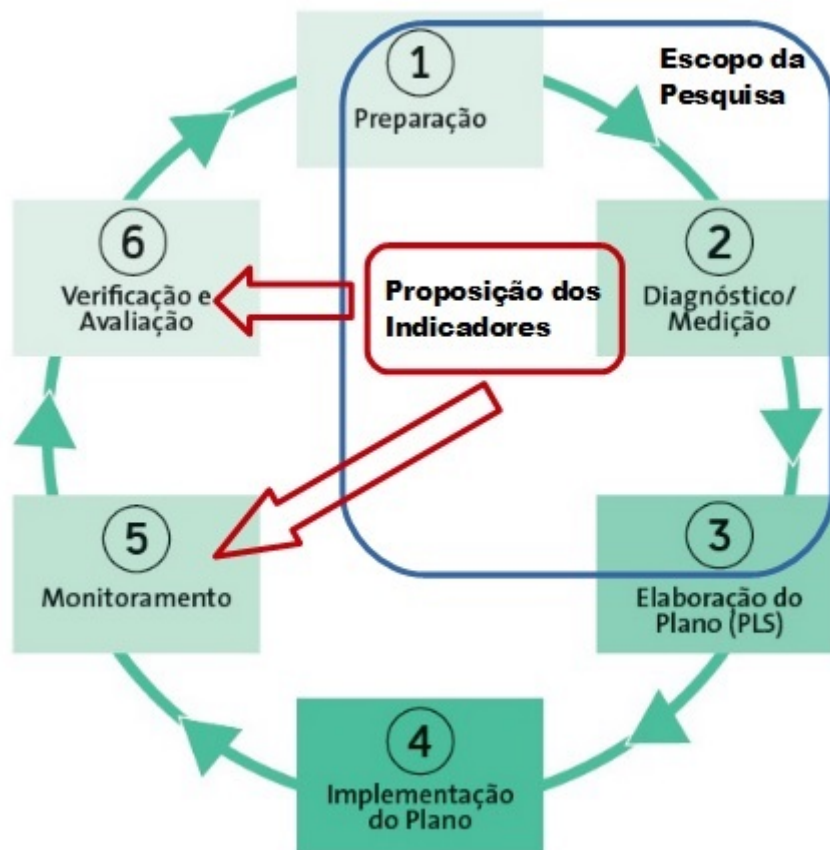 1
Preparação
Escopo da
Pesquisa
2
Diagnóstico/
Medição
3
Elaboração do
Plano (PLS)
4
Implementação
do Plano
5
Monitoramento
6
Verificação e
Avaliação
Proposição dos
Indicadores